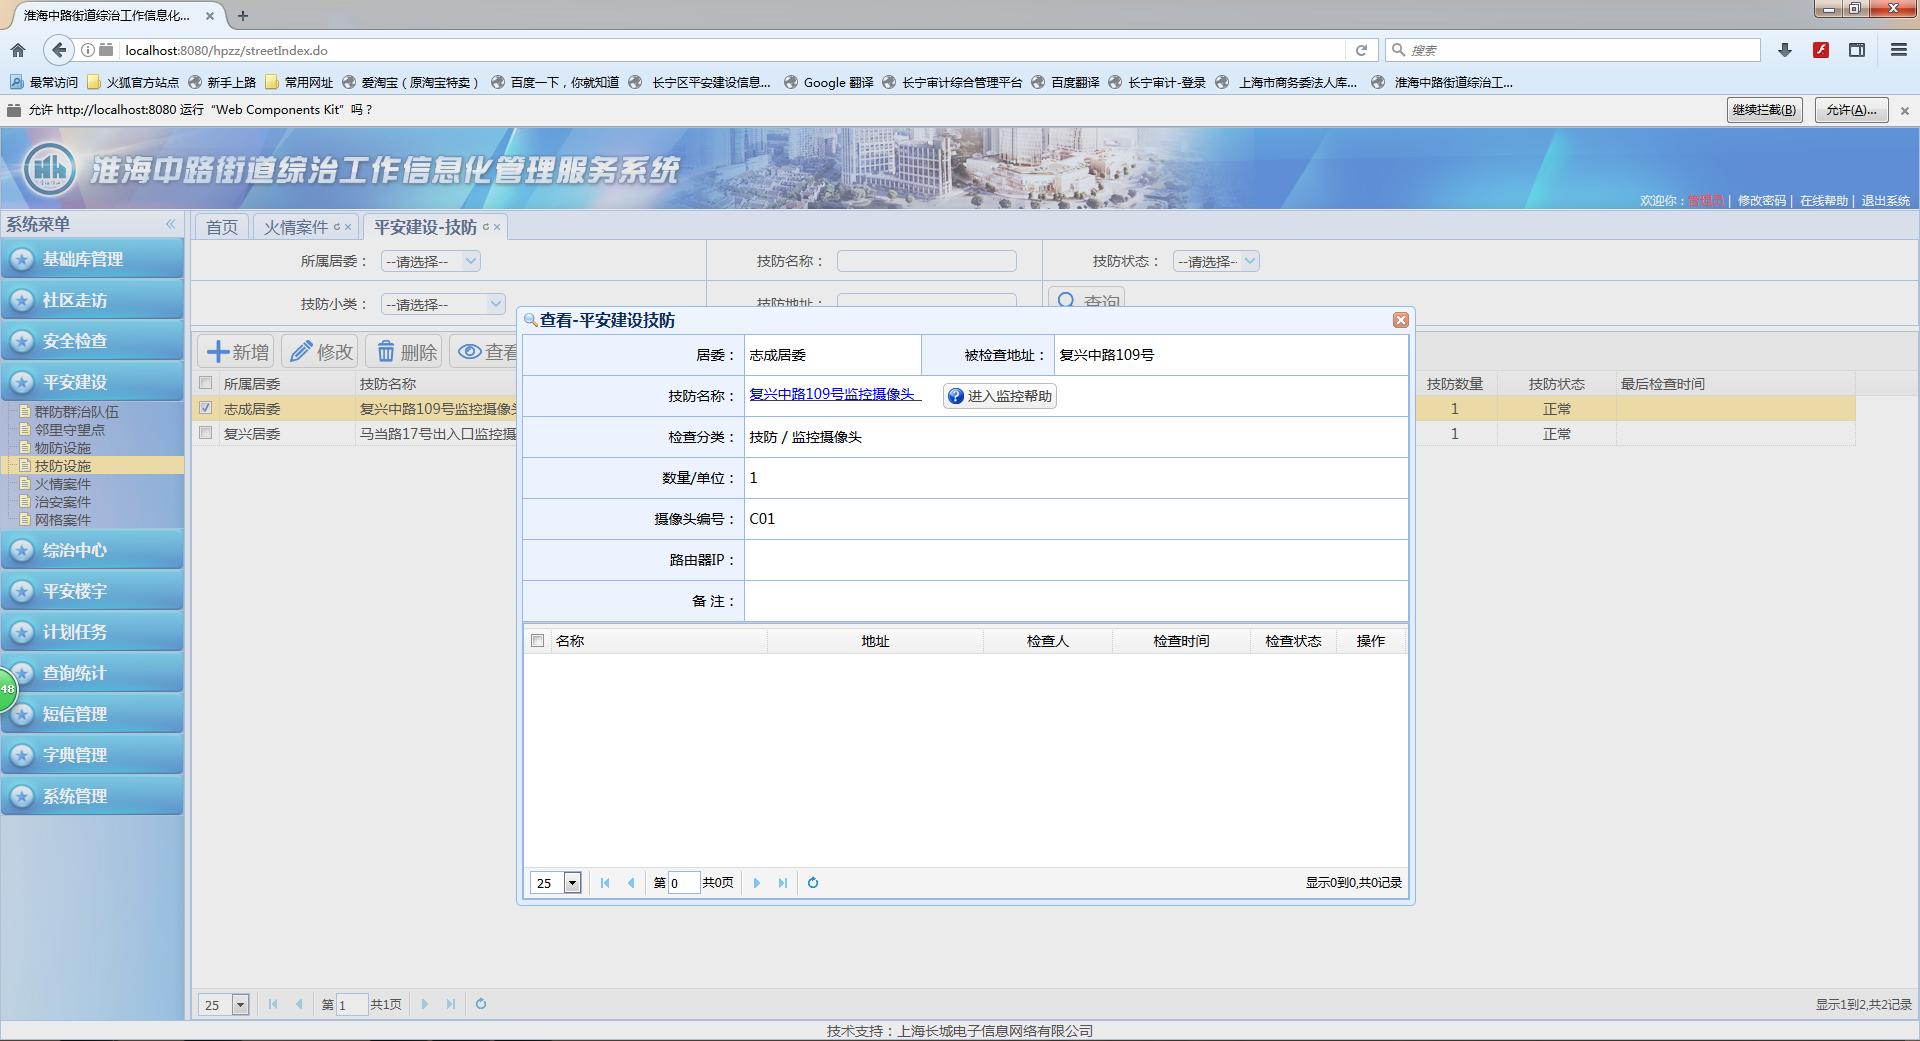 淮海中路街道综治工作信息化...
localhost:8080/hpzz/streetIndex.do
搜索
最常访问 火狐官方站点 新手上路 常用网址 爱淘宝（原淘宝特卖） 百度一下，你就知道 长宁区平安建设信息... Google 翻译 长宁审计综合管理平台 百度翻译 长宁审计-登录 上海市商务委法人库... 淮海中路街道综治工...
允许 http://localhost:8080 运行“Web Components Kit”吗？ 继续拦截(B) 允许(A)...
淮海中路街道综治工作信息化管理服务系统
欢迎你：管理员| 修改密码| 在线帮助| 退出系统
系统菜单
首页 火情案件 平安建设-技防
基础库管理
社区走访
安全检查
平安建设
群防群治队伍
邻里守望点
物防设施
技防设施
火情案件
治安案件
网格案件
综治中心
平安楼宇
计划任务
查询统计
48
短信管理
字典管理
系统管理
所属居委： --请选择-- 技防名称： 技防状态： --请选择-
技防小类： --请选择-- 技防地址： 查询
新增 修改 删除 查看
所属居委 技防名称 技防数量 技防状态 最后检查时间
志成居委 复兴中路109号监控摄像头 1 正常
复兴居委 马当路17号出入口监控摄 1 正常
查看-平安建设技防
居委： 志成居委 被检查地址： 复兴中路109号
技防名称： 复兴中路109号监控摄像头 进入监控帮助
检查分类： 技防 / 监控摄像头
数量/单位： 1
摄像头编号： C01
路由器IP：
备 注：
名称 地址 检查人 检查时间 检查状态 操作
25 第 0 共0页 显示0到0,共0记录
25 第 1 共1页 显示1到2,共2记录
技术支持：上海长城电子信息网络有限公司